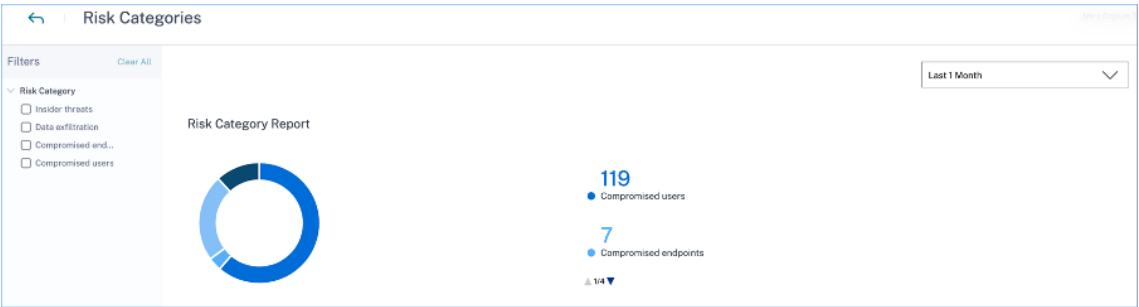 Risk Categories
Filters
Clear All
Risk Category
Insider threats
Data exfiltration
Compromised end...
Compromised users
Last 1 Month
Risk Category Report
119
Compromised users
7
Compromised endpoints
1/4